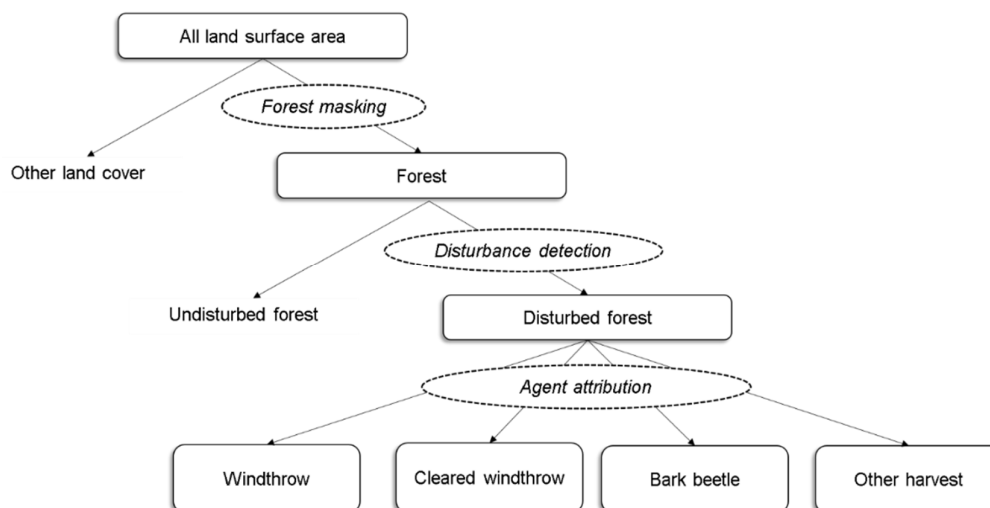 All land surface area
Forest masking
Other land cover
Forest
Disturbance detection
Undisturbed forest
Disturbed forest
Agent attribution
Windthrow
Cleared windthrow
Bark beetle
Other harvest